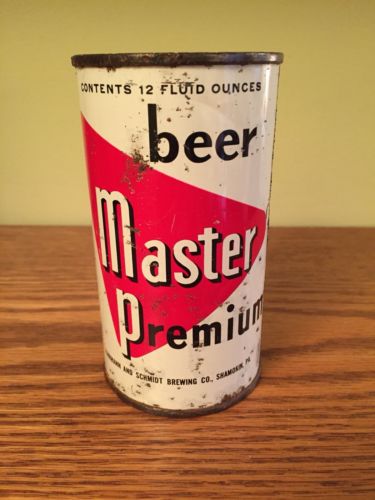 CONTENTS 12 FLUID OUNCES
beer
Master
Premium
AND SCHMIDT BREWING CO., SHAMOKIN, PA.